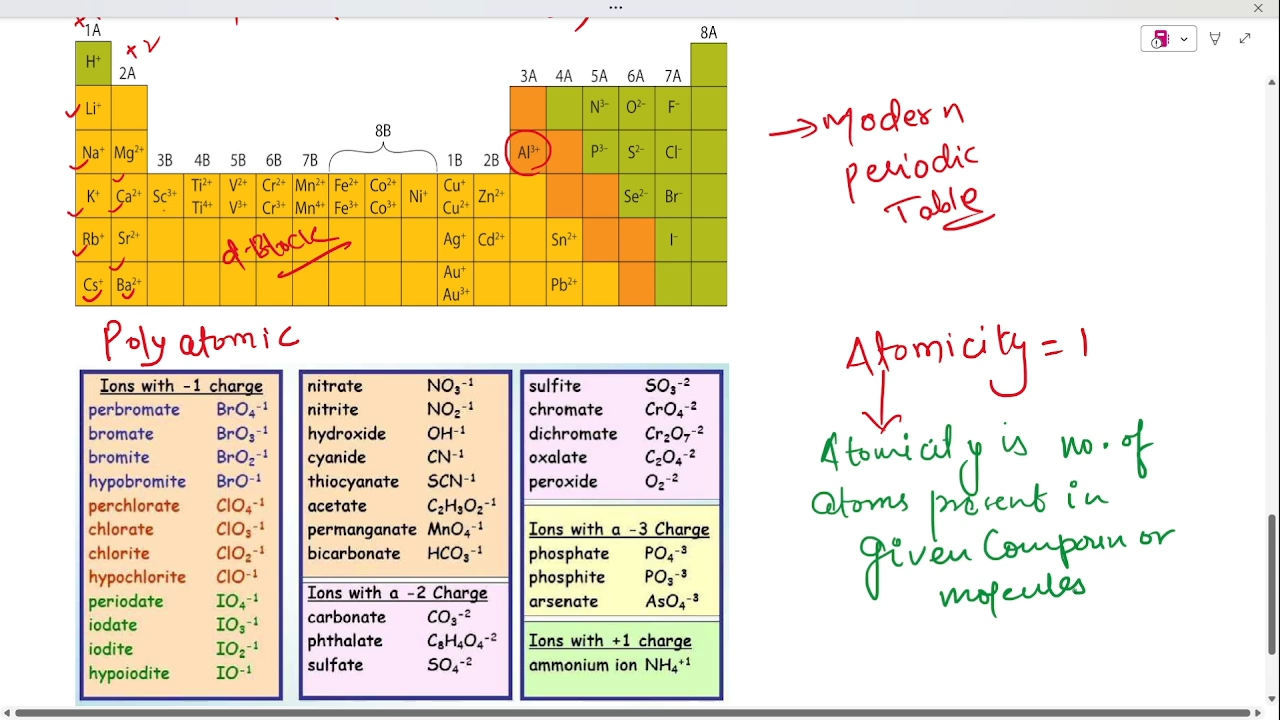 1A
+2
8A
H⁺
2A
3A 4A 5A 6A 7A
Li⁺ N³⁻ O²⁻ F⁻
8B
Na⁺ Mg²⁺ 3B 4B 5B 6B 7B 1B 2B Al³⁺ P³⁻ S²⁻ Cl⁻
K⁺ Ca²⁺ Sc³⁺ Ti²⁺ V²⁺ Cr²⁺ Mn²⁺ Fe²⁺ Co²⁺ Ni⁺ Cu⁺ Zn²⁺ Se²⁻ Br⁻
Ti⁴⁺ V³⁺ Cr³⁺ Mn⁴⁺ Fe³⁺ Co³⁺ Cu²⁺
Rb⁺ Sr²⁺ Ag⁺ Cd²⁺ Sn²⁺ I⁻
d-Block
Cs⁺ Ba²⁺ Au⁺ Pb²⁺
Au³⁺
→ Modern
Periodic
Table
Polyatomic
Ions with -1 charge
perbromate BrO₄⁻¹
bromate BrO₃⁻¹
bromite BrO₂⁻¹
hypobromite BrO⁻¹
perchlorate ClO₄⁻¹
chlorate ClO₃⁻¹
chlorite ClO₂⁻¹
hypochlorite ClO⁻¹
periodate IO₄⁻¹
iodate IO₃⁻¹
iodite IO₂⁻¹
hypoiodite IO⁻¹
nitrate NO₃⁻¹
nitrite NO₂⁻¹
hydroxide OH⁻¹
cyanide CN⁻¹
thiocyanate SCN⁻¹
acetate C₂H₃O₂⁻¹
permanganate MnO₄⁻¹
bicarbonate HCO₃⁻¹
Ions with a -2 Charge
carbonate CO₃⁻²
phthalate C₈H₄O₄⁻²
sulfate SO₄⁻²
sulfite SO₃⁻²
chromate CrO₄⁻²
dichromate Cr₂O₇⁻²
oxalate C₂O₄⁻²
peroxide O₂⁻²
Ions with a -3 Charge
phosphate PO₄⁻³
phosphite PO₃⁻³
arsenate AsO₄⁻³
Ions with +1 charge
ammonium ion NH₄⁺¹
Atomicity = 1
Atomicity is no. of
atoms present in
given Compoun or
molecules